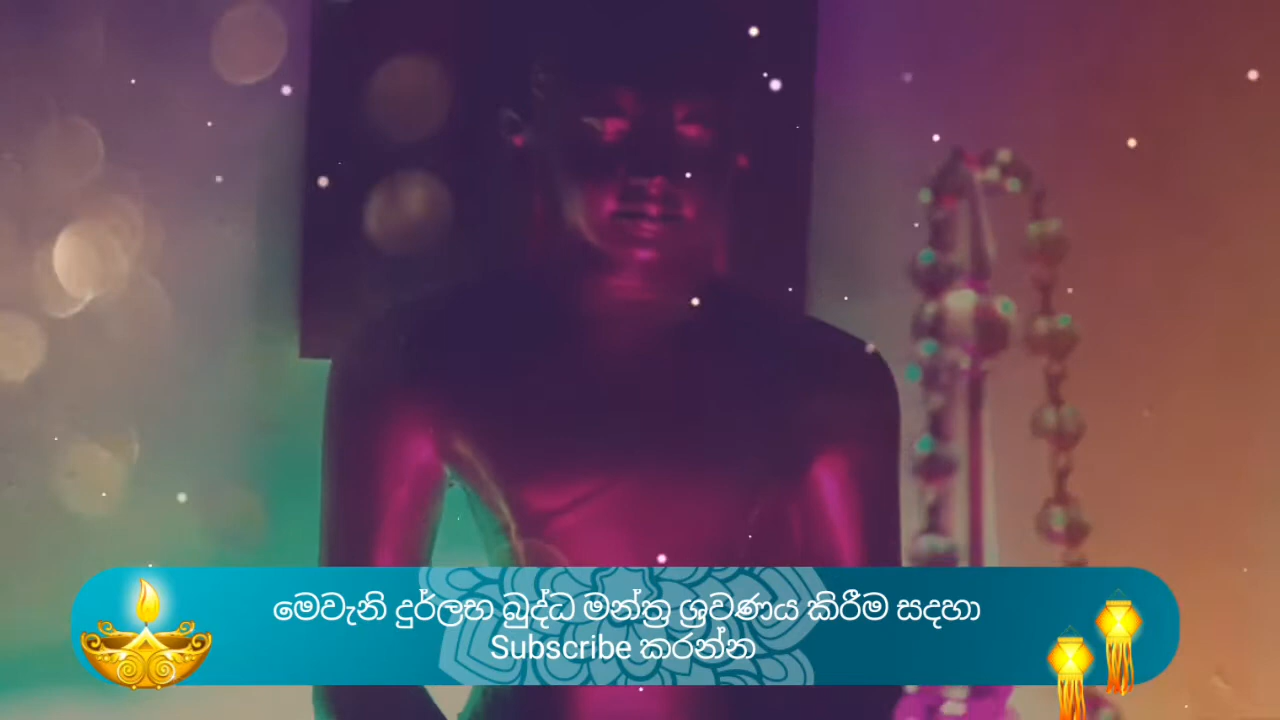 මෙවැනි දුර්ලභ බුද්ධ මන්ත්‍ර ශ්‍රවණය කිරීම සදහා
Subscribe කරන්න